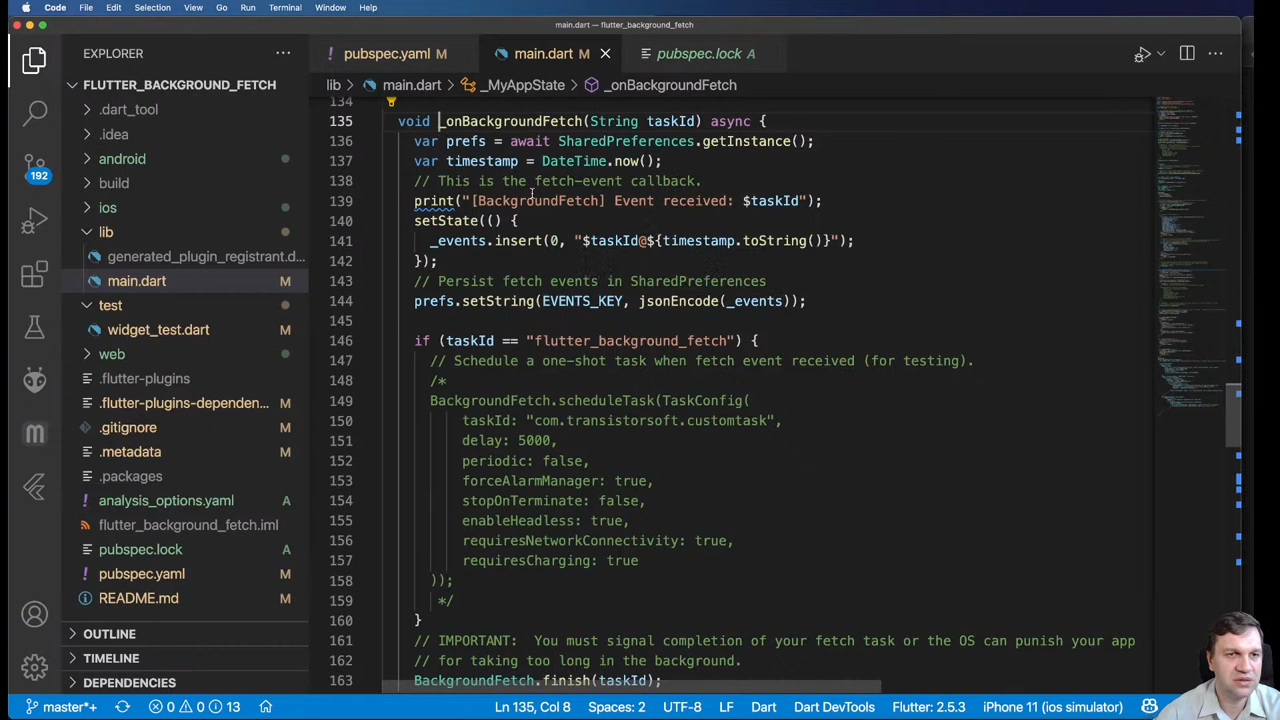 Code File Edit Selection View Go Run Terminal Window Help
main.dart — flutter_background_fetch
EXPLORER
pubspec.yaml M
main.dart M
pubspec.lock A
FLUTTER_BACKGROUND_FETCH
lib > main.dart > _MyAppState > _onBackgroundFetch
.dart_tool
.idea
android
build
ios
lib
generated_plugin_registrant.d...
main.dart M
test
widget_test.dart M
web
.flutter-plugins
.flutter-plugins-dependen... M
.gitignore M
.metadata M
.packages
analysis_options.yaml A
flutter_background_fetch.iml
pubspec.lock A
pubspec.yaml M
README.md M
OUTLINE
TIMELINE
DEPENDENCIES
192
134
135 void _onBackgroundFetch(String taskId) async {
136 var prefs = await SharedPreferences.getInstance();
137 var timestamp = DateTime.now();
138 // This is the fetch-event callback.
139 print("[BackgroundFetch] Event received: $taskId");
140 setState(() {
141 _events.insert(0, "$taskId@${timestamp.toString()}");
142 });
143 // Persist fetch events in SharedPreferences
144 prefs.setString(EVENTS_KEY, jsonEncode(_events));
145
146 if (taskId == "flutter_background_fetch") {
147 // Schedule a one-shot task when fetch event received (for testing).
148 /*
149 BackgroundFetch.scheduleTask(TaskConfig(
150 taskId: "com.transistorsoft.customtask",
151 delay: 5000,
152 periodic: false,
153 forceAlarmManager: true,
154 stopOnTerminate: false,
155 enableHeadless: true,
156 requiresNetworkConnectivity: true,
157 requiresCharging: true
158 ));
159 */
160 }
161 // IMPORTANT: You must signal completion of your fetch task or the OS can punish your app
162 // for taking too long in the background.
163 BackgroundFetch.finish(taskId);
master*+ 0 0 13 Ln 135, Col 8 Spaces: 2 UTF-8 LF Dart Dart DevTools Flutter: 2.5.3 iPhone 11 (ios simulator)